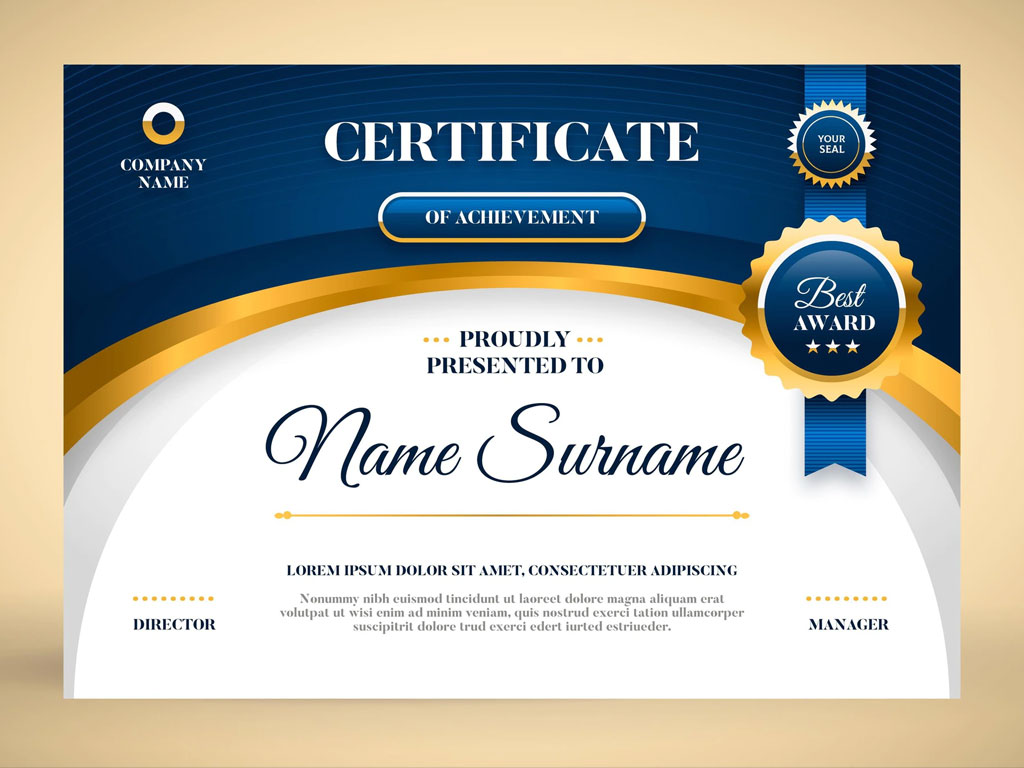 COMPANY
NAME
CERTIFICATE
OF ACHIEVEMENT
YOUR
SEAL
Best
AWARD
PROUDLY
PRESENTED TO
Name Surname
LOREM IPSUM DOLOR SIT AMET, CONSECTETUER ADIPISCING
Nonummy nibh euismod tincidunt ut laoreet dolore magna aliquam erat
volutpat ut wisi enim ad minim veniam, quis nostrud exerci tation ullamcorper
suscipitrit dolore trud exerci edert iurted estriueder.
DIRECTOR
MANAGER